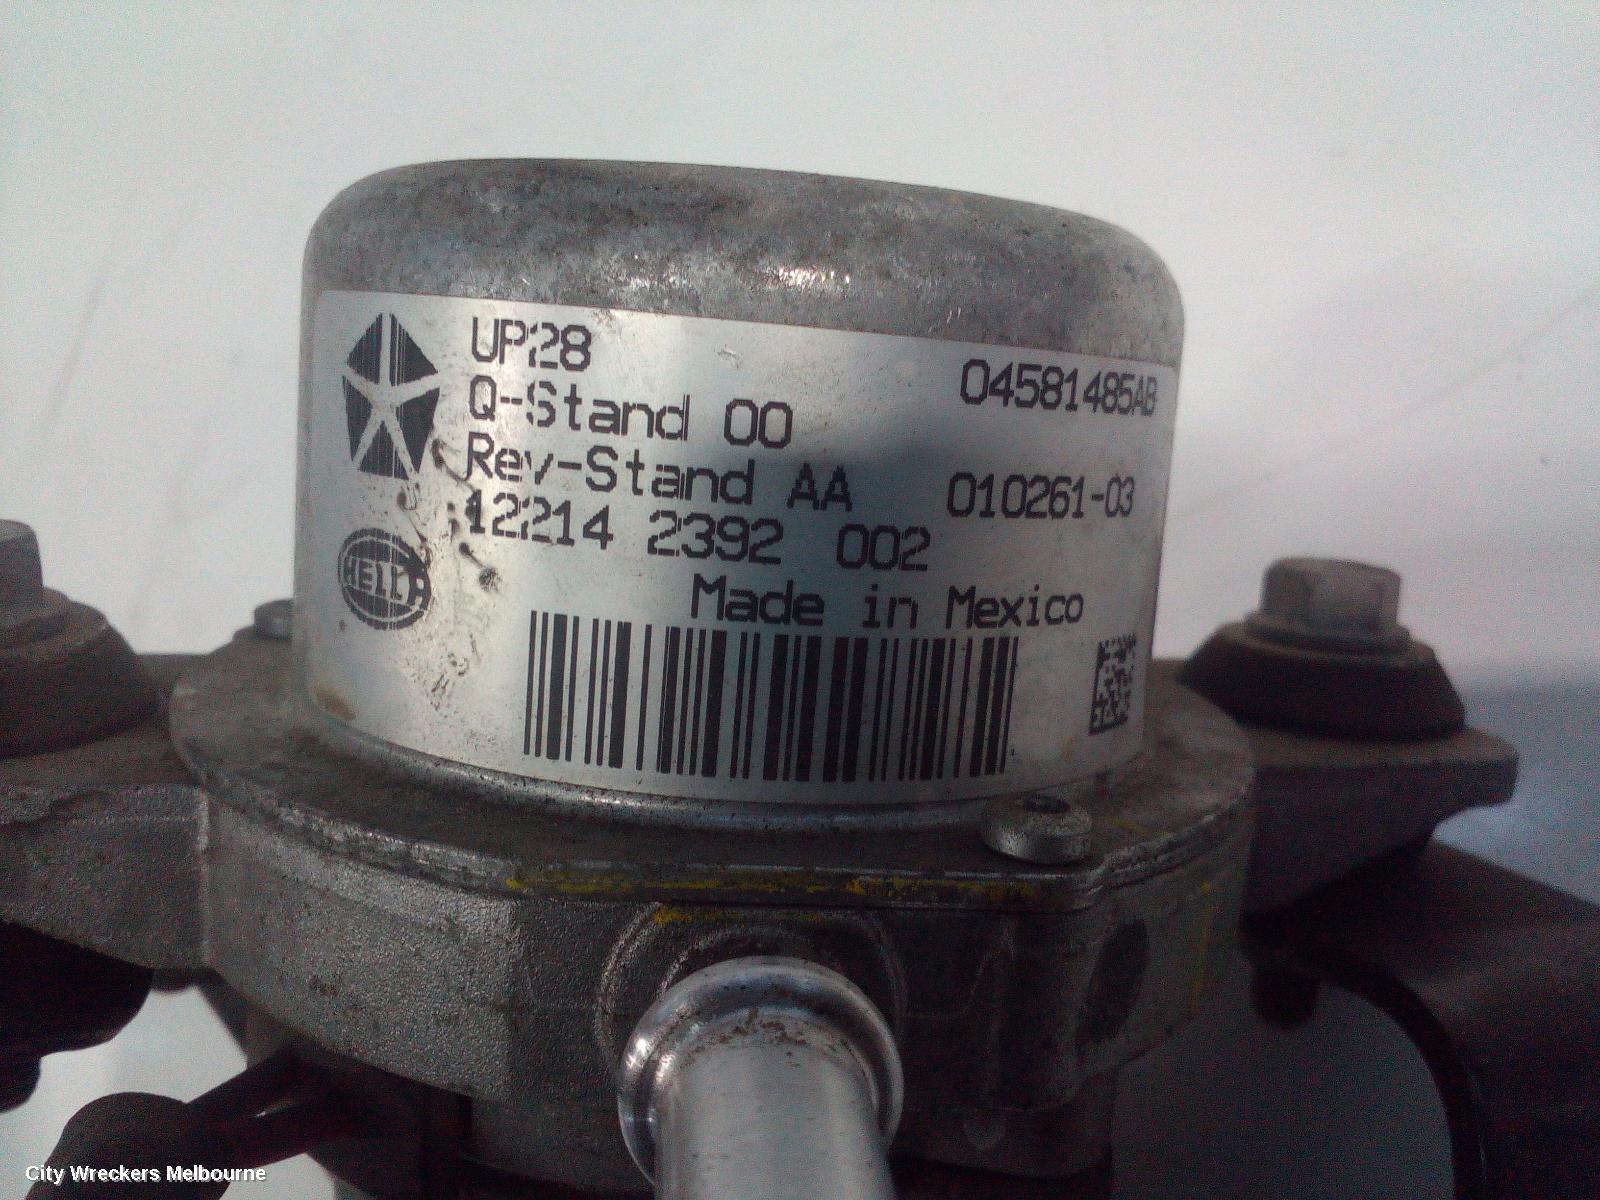 UP28
Q-Stand 00
04581485AB
Rev-Stand AA
010261-03
12214 2392 002
HELLA
Made in Mexico
City Wreckers Melbourne